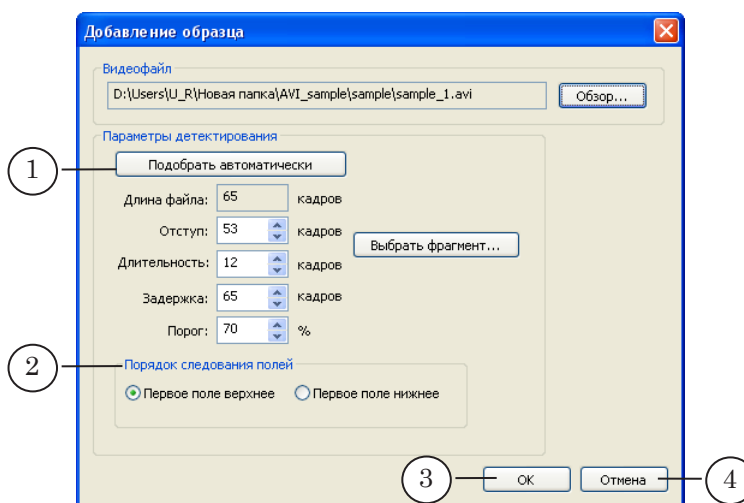 Добавление образца
Видеофайл
D:\Users\U_R\Новая папка\AVI_sample\sample\sample_1.avi Обзор...
Параметры детектирования
1 Подобрать автоматически
Длина файла: 65 кадров
Отступ: 53 кадров
Выбрать фрагмент...
Длительность: 12 кадров
Задержка: 65 кадров
Порог: 70 %
2 Порядок следования полей
Первое поле верхнее Первое поле нижнее
3 OK Отмена 4